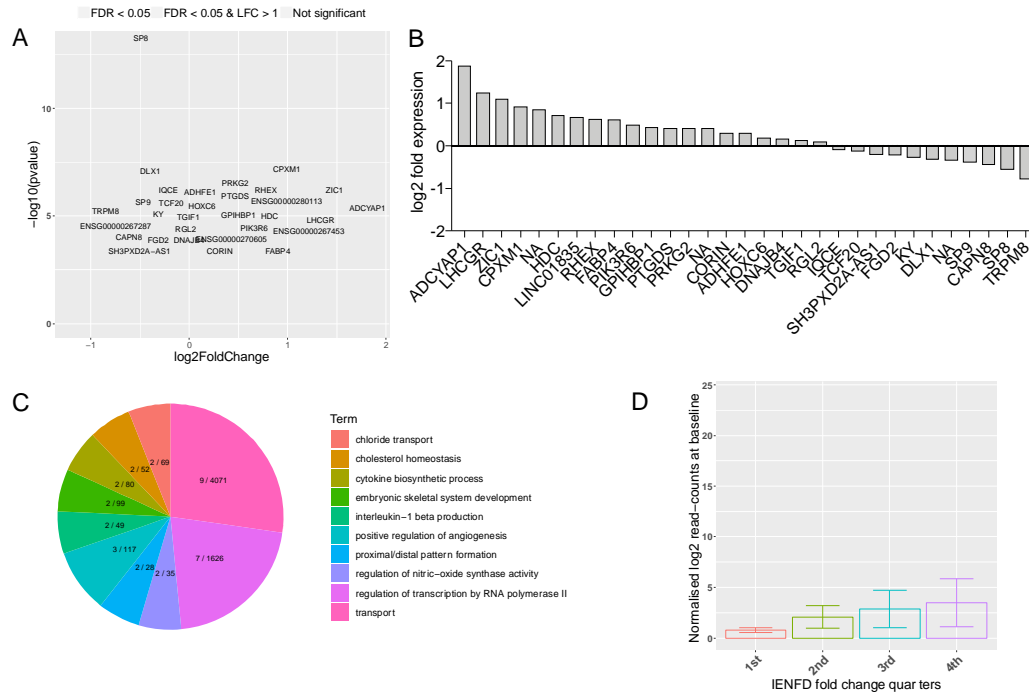 FDR < 0.05 FDR < 0.05 & LFC > 1 Not significant
A
SP8
DLX1
CPXM1
IQCE
ADHFE1
PRKG2
RHEX
ZIC1
SP9
TCF20
HOXC6
PTGDS
ENSG00000280113
TRPM8
KY
TGIF1
GPIHBP1
HDC
LHCGR
ADCYAP1
ENSG00000267287
RGL2
PIK3R6
ENSG00000267453
CAPN8
FGD2
DNAJB4
ENSG00000270605
SH3PXD2A-AS1
CORIN
FABP4
10
5
0
−1
0
1
2
−log10(pvalue)
log2FoldChange
B
log2 fold expression
2
1
0
-1
-2
ADCYAP1
LHCGR
ZIC1
CPXM1
NA
HDC
LINC01835
RHEX
FABP4
PIK3R6
GPIHBP1
PTGDS
PRKG2
NA
CORIN
ADHFE1
HOXC6
DNAJB4
TGIF1
RGL2
IQCE
TCF20
SH3PXD2A-AS1
FGD2
KY
DLX1
NA
SP9
CAPN8
SP8
TRPM8
C
2 / 69
2 / 52
2 / 80
2 / 99
2 / 49
3 / 117
2 / 28
2 / 35
7 / 1626
9 / 4071
Term
chloride transport
cholesterol homeostasis
cytokine biosynthetic process
embryonic skeletal system development
interleukin−1 beta production
positive regulation of angiogenesis
proximal/distal pattern formation
regulation of nitric−oxide synthase activity
regulation of transcription by RNA polymerase II
transport
D
Normalised log2 read−counts at baseline
25
20
15
10
5
0
1st
2nd
3rd
4th
IENFD fold change quar ters